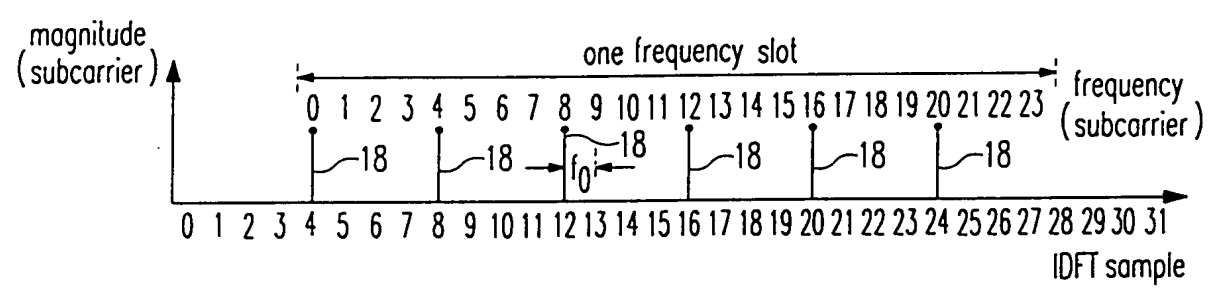 magnitude
(subcarrier)
one frequency slot
frequency
(subcarrier)
0 1 2 3 4 5 6 7 8 9 10 11 12 13 14 15 16 17 18 19 20 21 22 23
18 18 18 18 18 18
f0
0 1 2 3 4 5 6 7 8 9 10 11 12 13 14 15 16 17 18 19 20 21 22 23 24 25 26 27 28 29 30 31
IDFT sample